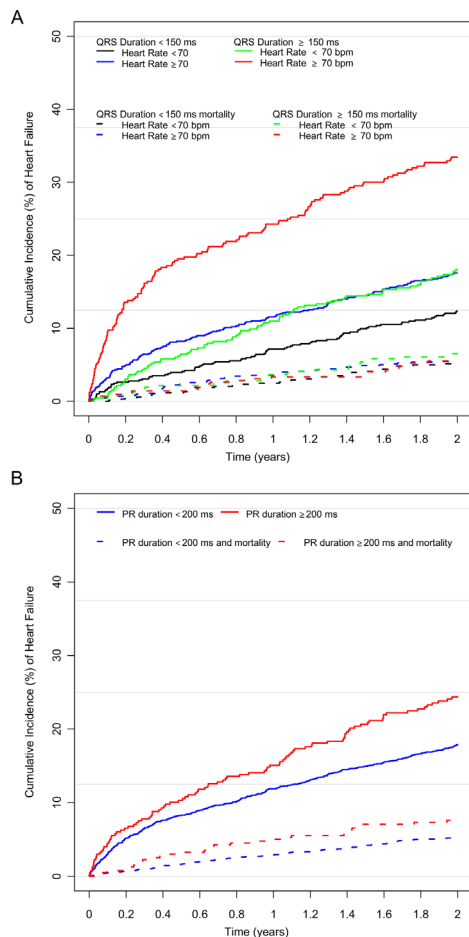 A
QRS Duration < 150 ms QRS Duration ≥ 150 ms
Heart Rate < 70 Heart Rate < 70 bpm
Heart Rate ≥ 70 Heart Rate ≥ 70 bpm
QRS Duration < 150 ms mortality QRS Duration ≥ 150 ms mortality
Heart Rate < 70 bpm Heart Rate < 70 bpm
Heart Rate ≥ 70 bpm Heart Rate ≥ 70 bpm
Cumulative Incidence (%) of Heart Failure
50
40
30
20
10
0
0 0.2 0.4 0.6 0.8 1 1.2 1.4 1.6 1.8 2
Time (years)
B
PR duration < 200 ms PR duration ≥ 200 ms
PR duration < 200 ms and mortality PR duration ≥ 200 ms and mortality
Cumulative Incidence (%) of Heart Failure
50
40
30
20
10
0
0 0.2 0.4 0.6 0.8 1 1.2 1.4 1.6 1.8 2
Time (years)